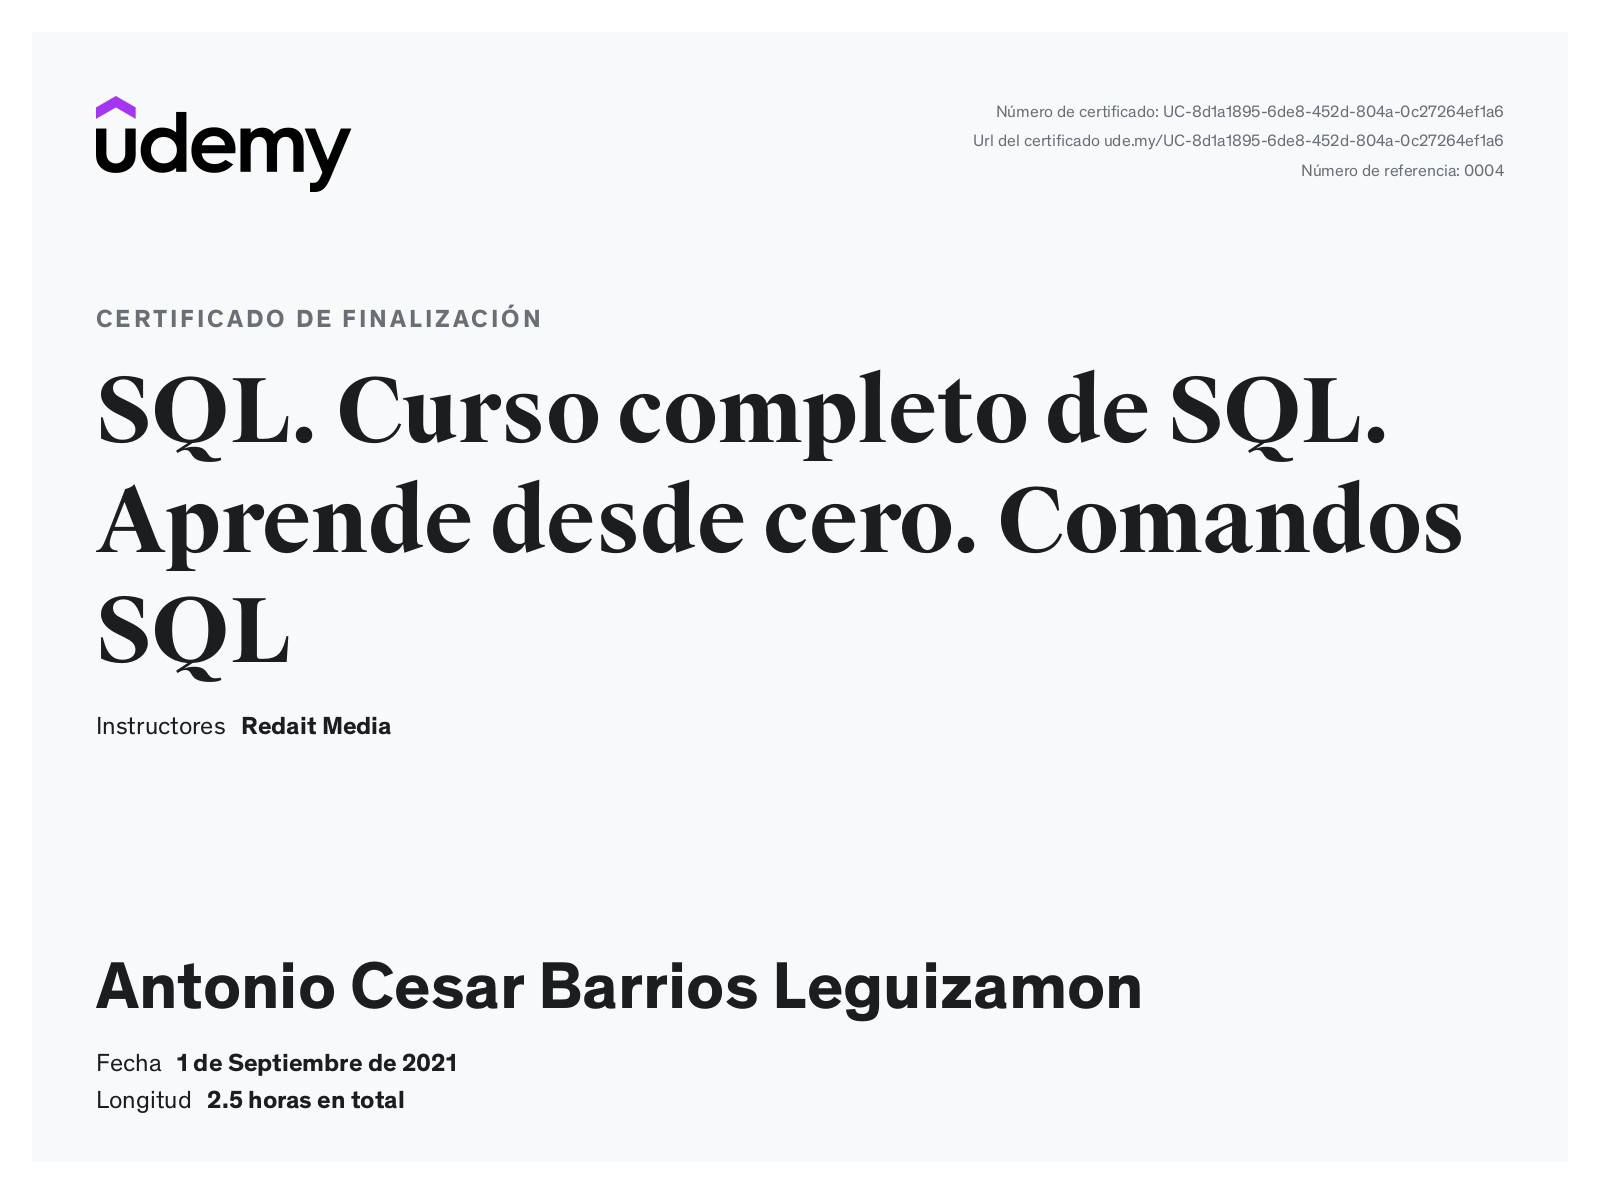 udemy
Número de certificado: UC-8d1a1895-6de8-452d-804a-0c27264ef1a6
Url del certificado ude.my/UC-8d1a1895-6de8-452d-804a-0c27264ef1a6
Número de referencia: 0004
CERTIFICADO DE FINALIZACIÓN
SQL. Curso completo de SQL.
Aprende desde cero. Comandos
SQL
Instructores Redait Media
Antonio Cesar Barrios Leguizamon
Fecha 1 de Septiembre de 2021
Longitud 2.5 horas en total